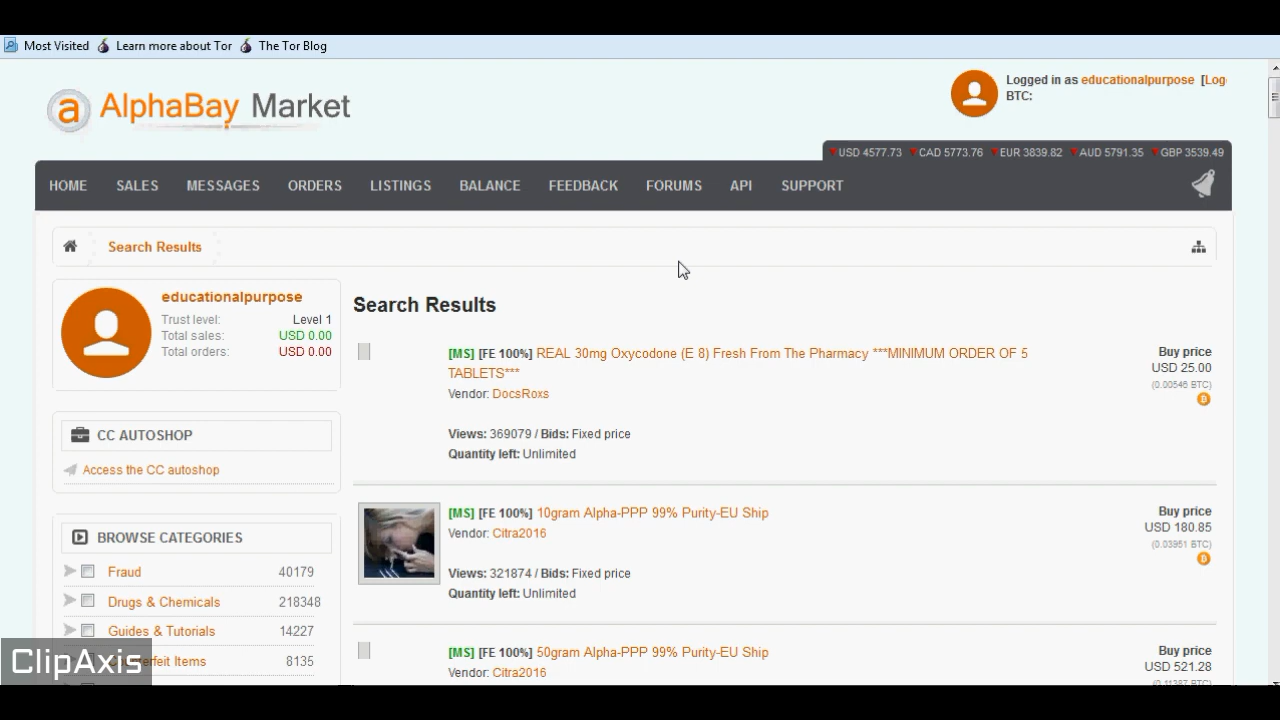 Most Visited Learn more about Tor The Tor Blog
AlphaBay Market
Logged in as educationalpurpose [Log
BTC:
USD 4577.73 CAD 5773.76 EUR 3839.82 AUD 5791.35 GBP 3539.49
HOME SALES MESSAGES ORDERS LISTINGS BALANCE FEEDBACK FORUMS API SUPPORT
Search Results
educationalpurpose
Trust level: Level 1
Total sales: USD 0.00
Total orders: USD 0.00
CC AUTOSHOP
Access the CC autoshop
BROWSE CATEGORIES
Fraud 40179
Drugs & Chemicals 218348
Guides & Tutorials 14227
Items 8135
Search Results
[MS] [FE 100%] REAL 30mg Oxycodone (E 8) Fresh From The Pharmacy ***MINIMUM ORDER OF 5
TABLETS***
Vendor: DocsRoxs
Views: 369079 / Bids: Fixed price
Quantity left: Unlimited
Buy price
USD 25.00
(0.00546 BTC)
[MS] [FE 100%] 10gram Alpha-PPP 99% Purity-EU Ship
Vendor: Citra2016
Views: 321874 / Bids: Fixed price
Quantity left: Unlimited
Buy price
USD 180.85
(0.03951 BTC)
[MS] [FE 100%] 50gram Alpha-PPP 99% Purity-EU Ship
Vendor: Citra2016
Buy price
USD 521.28
ClipAxis